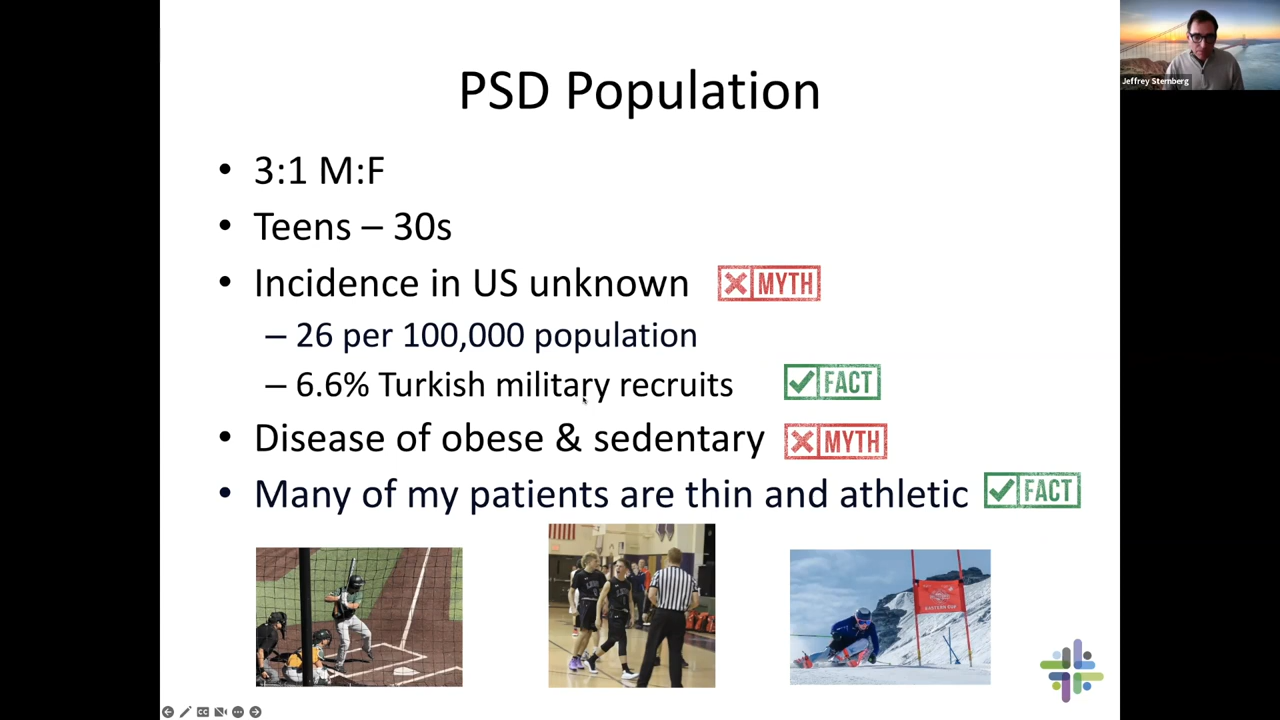 Jeffrey Sternberg
PSD Population
• 3:1 M:F
• Teens – 30s
• Incidence in US unknown MYTH
– 26 per 100,000 population
– 6.6% Turkish military recruits FACT
• Disease of obese & sedentary MYTH
• Many of my patients are thin and athletic FACT